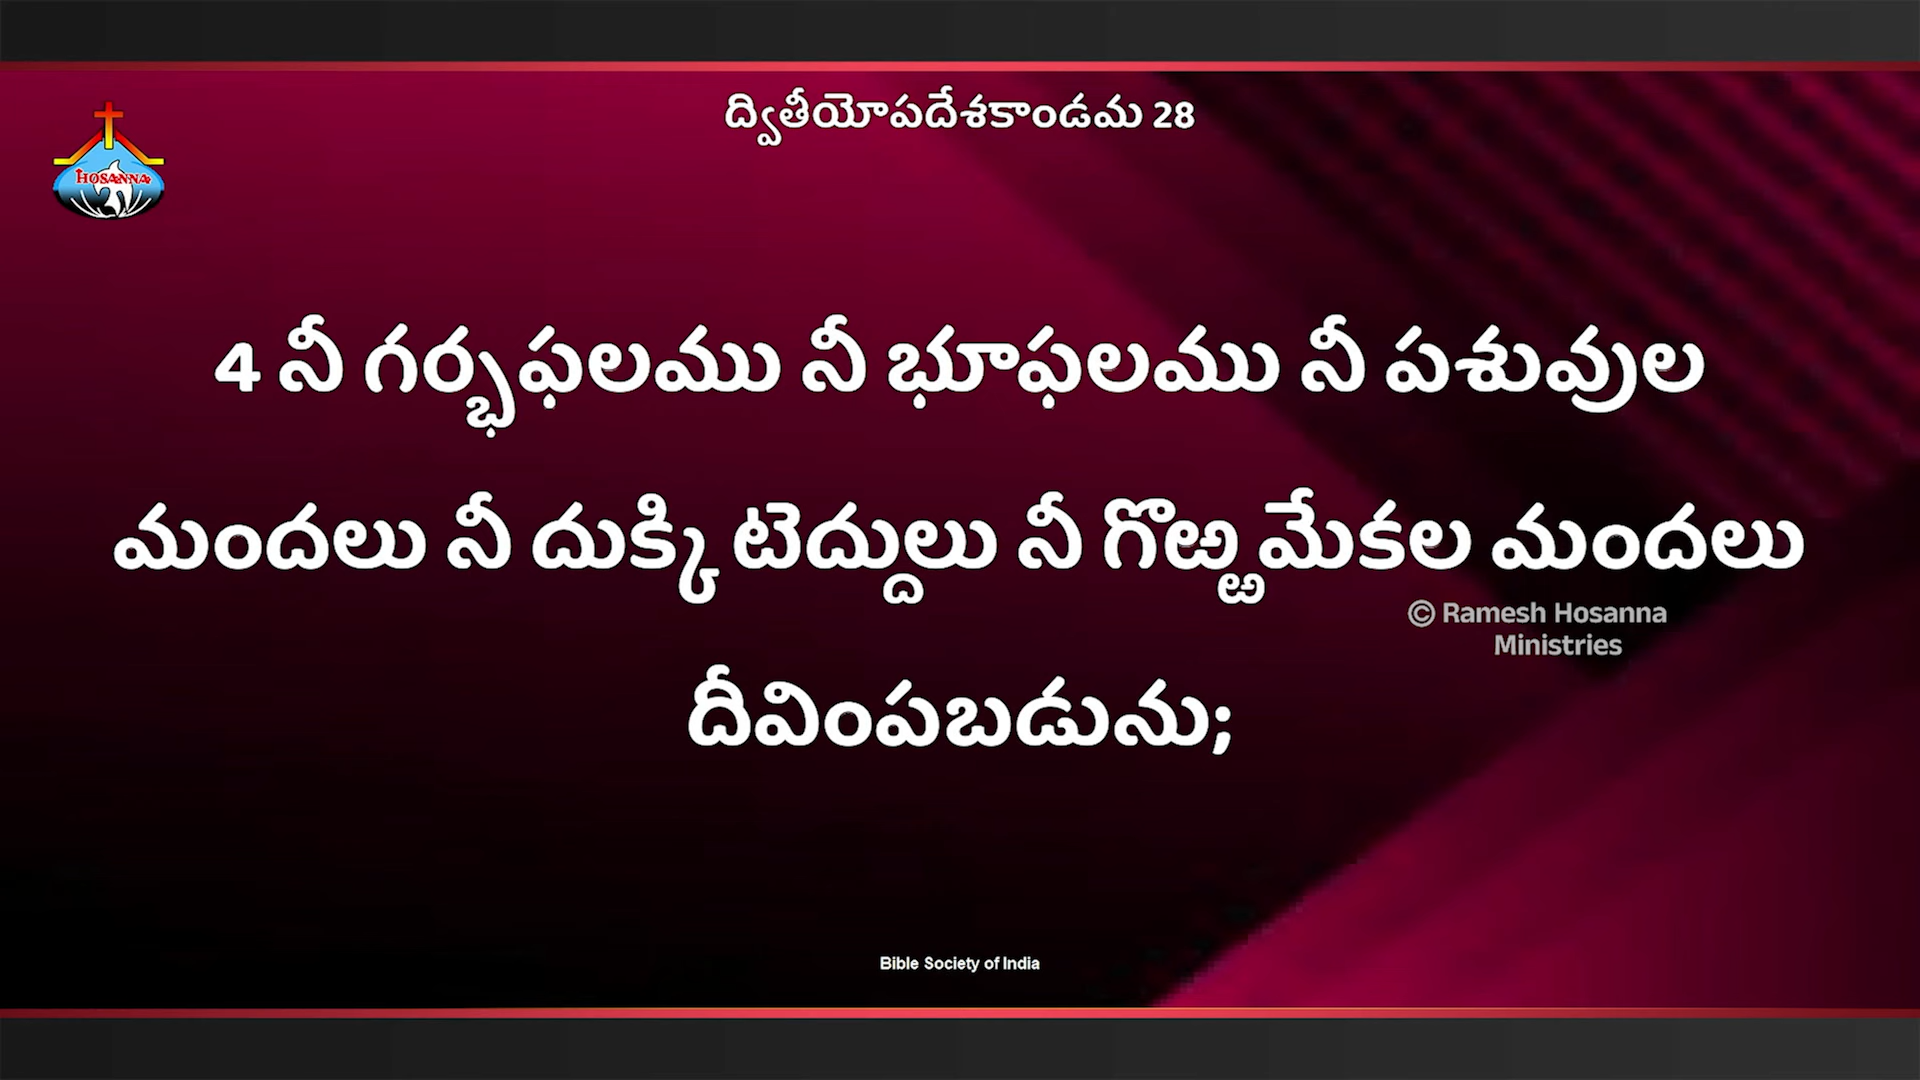 ద్వితీయోపదేశకాండమ 28
HOSANNA
4 నీ గర్భఫలము నీ భూఫలము నీ పశువుల
మందలు నీ దుక్కి టెద్దులు నీ గొఱ్ఱమేకల మందలు
© Ramesh Hosanna
Ministries
దీవింపబడును;
Bible Society of India